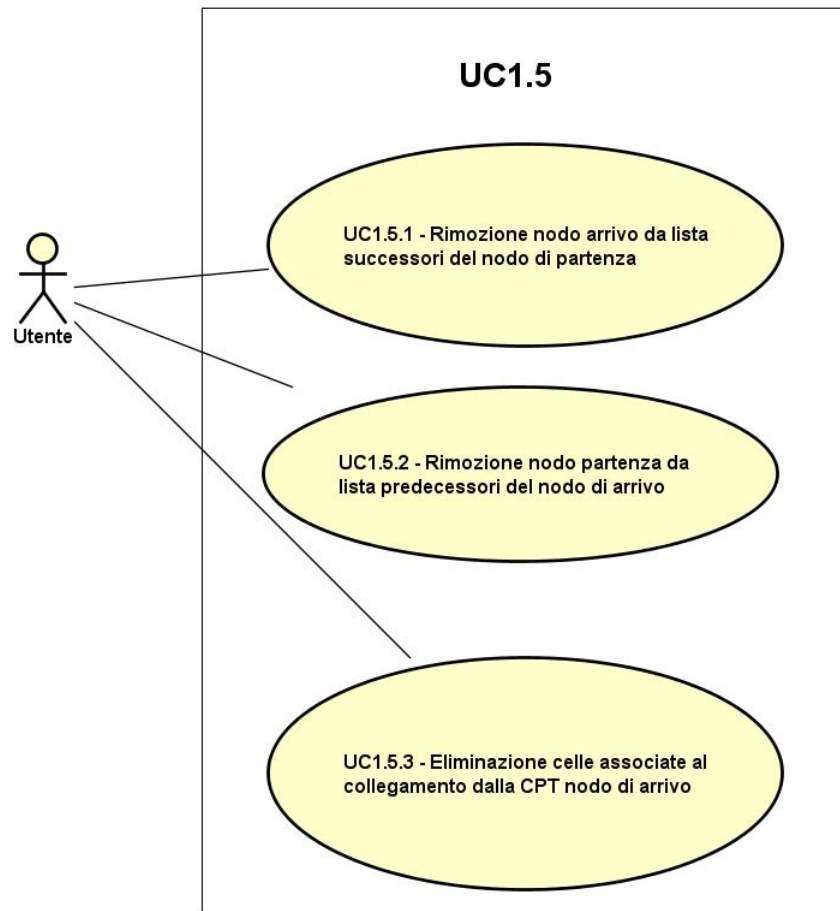 UC1.5
UC1.5.1 - Rimozione nodo arrivo da lista
successori del nodo di partenza
Utente
UC1.5.2 - Rimozione nodo partenza da
lista predecessori del nodo di arrivo
UC1.5.3 - Eliminazione celle associate al
collegamento dalla CPT nodo di arrivo